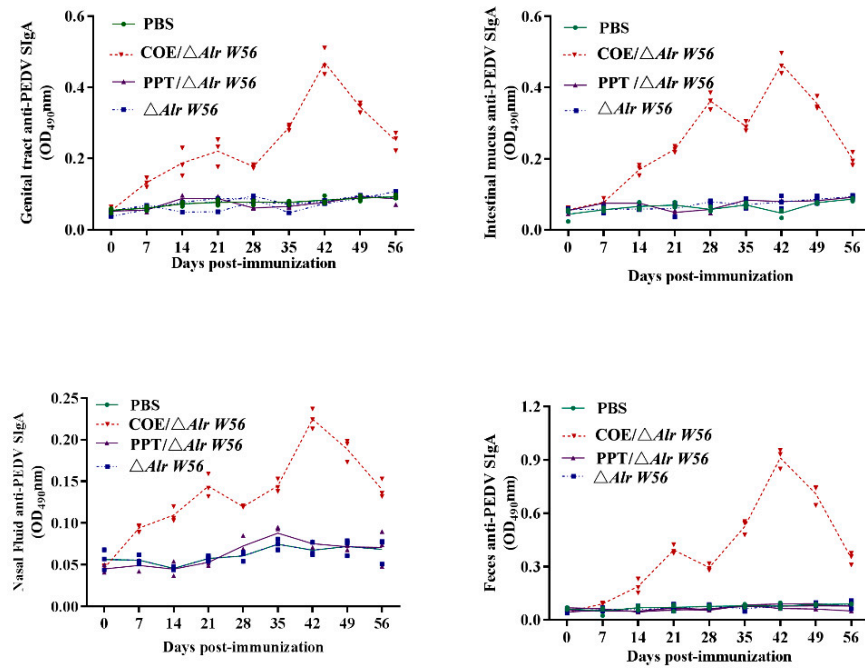 Genital tract anti-PEDV SIgA
(OD490nm)
0.6
0.4
0.2
0.0
PBS
COE/△Alr W56
PPT/△Alr W56
△Alr W56
0 7 14 21 28 35 42 49 56
Days post-immunization
Intestinal mucus anti-PEDV SIgA
(OD490nm)
0.6
0.4
0.2
0.0
PBS
COE/△Alr W56
PPT /△Alr W56
△Alr W56
0 7 14 21 28 35 42 49 56
Days post-immunization
Nasal Fluid anti-PEDV SIgA
(OD490nm)
0.25
0.20
0.15
0.10
0.05
0.00
PBS
COE/△Alr W56
PPT/△Alr W56
△Alr W56
0 7 14 21 28 35 42 49 56
Days post-immunization
Feces anti-PEDV SIgA
(OD490nm)
1.2
0.9
0.6
0.3
0.0
PBS
COE/△Alr W56
PPT/△Alr W56
△Alr W56
0 7 14 21 28 35 42 49 56
Days post-immunization